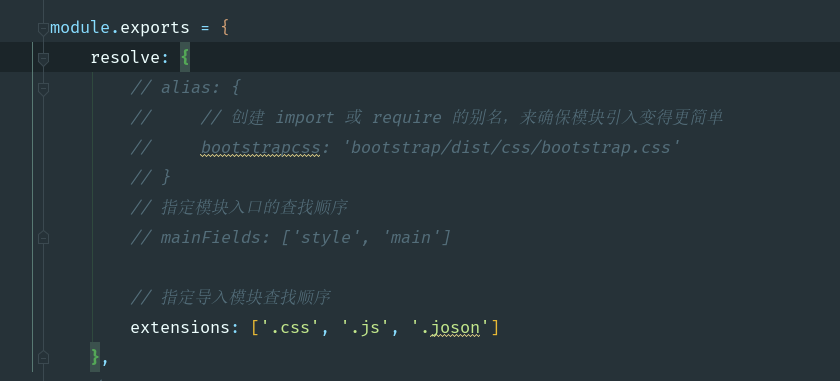 module.exports = {
resolve: {
// alias: {
// // 创建 import 或 require 的别名，来确保模块引入变得更简单
// bootstrapcss: 'bootstrap/dist/css/bootstrap.css'
// }
// 指定模块入口的查找顺序
// mainFields: ['style', 'main']
// 指定导入模块查找顺序
extensions: ['.css', '.js', '.joson']
},